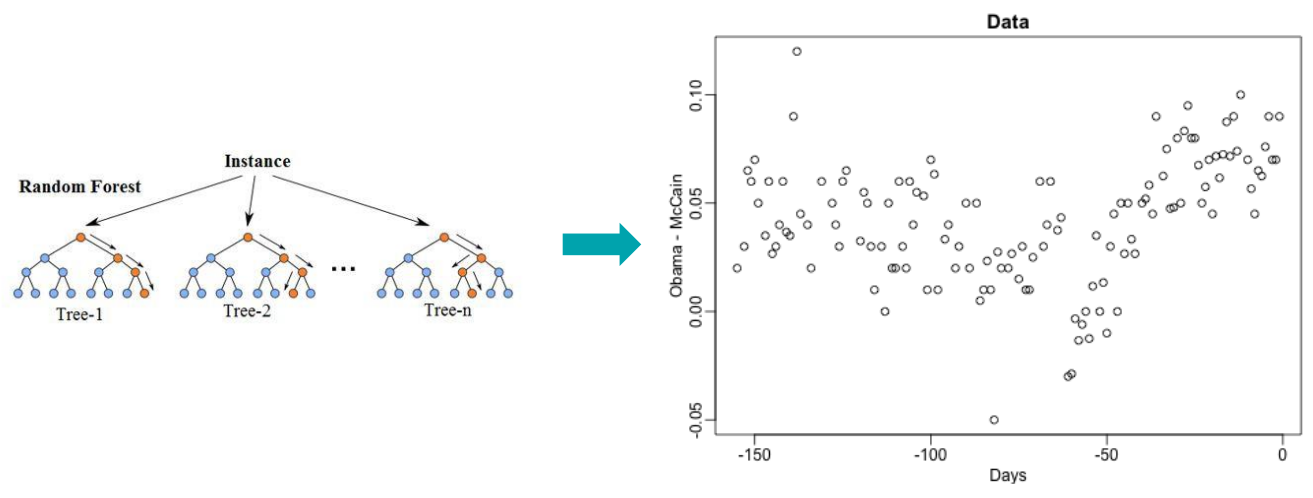 Instance
Random Forest
...
Tree-1
Tree-2
Tree-n
Data
Obama - McCain
0.10
0.05
0.00
-0.05
-150
-100
-50
0
Days